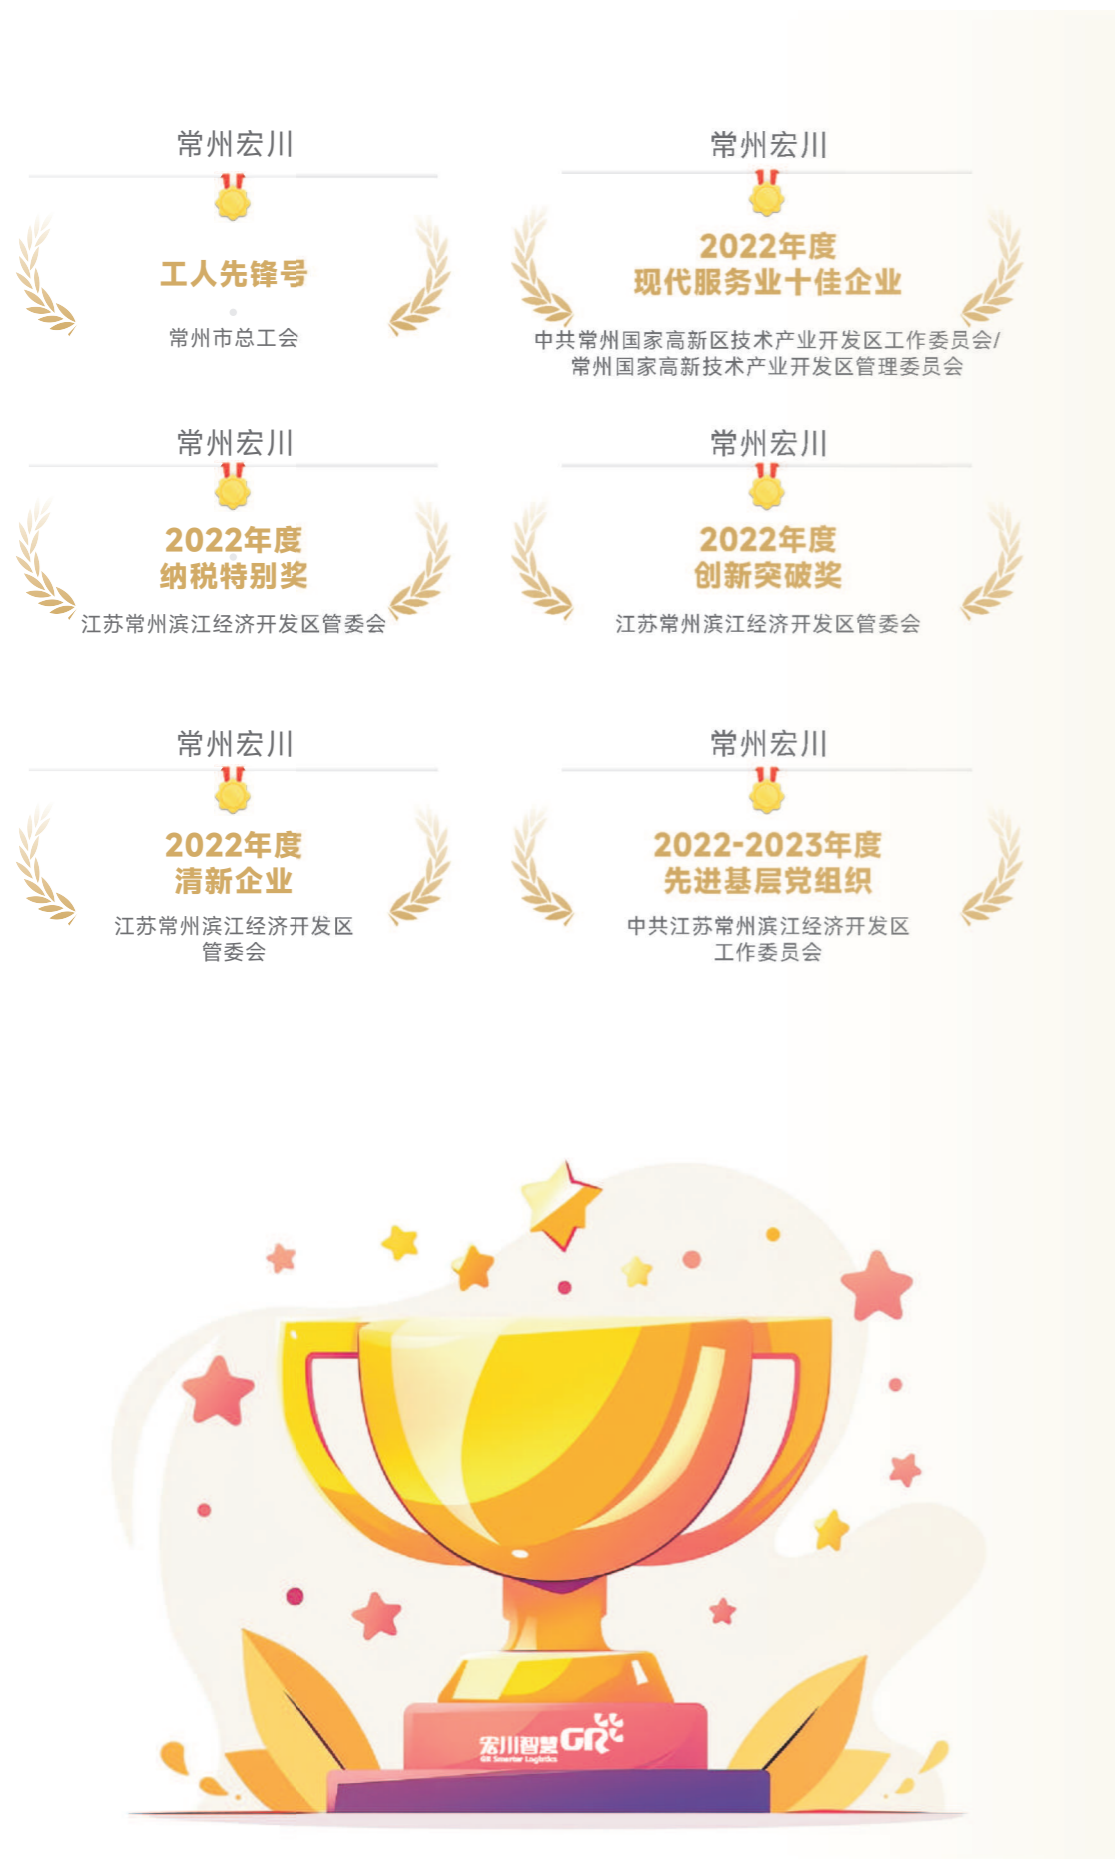 常州宏川
工人先锋号
常州市总工会
常州宏川
2022年度
现代服务业十佳企业
中共常州国家高新区技术产业开发区工作委员会/
常州国家高新技术产业开发区管理委员会
常州宏川
2022年度
纳税特别奖
江苏常州滨江经济开发区管委会
常州宏川
2022年度
创新突破奖
江苏常州滨江经济开发区管委会
常州宏川
2022年度
清新企业
江苏常州滨江经济开发区
管委会
常州宏川
2022-2023年度
先进基层党组织
中共江苏常州滨江经济开发区
工作委员会
宏川智慧 GR
GR Smarter Logistics